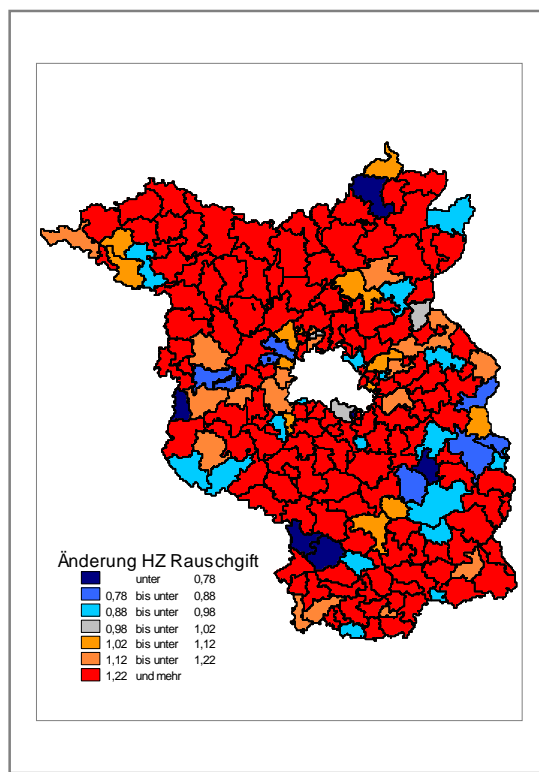 Änderung HZ Rauschgift
unter 0,78
0,78 bis unter 0,88
0,88 bis unter 0,98
0,98 bis unter 1,02
1,02 bis unter 1,12
1,12 bis unter 1,22
1,22 und mehr